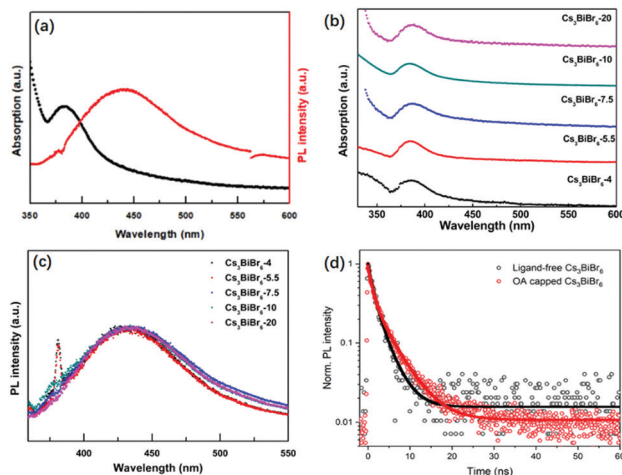 (a)
Absorption (a.u.)
PL intensity (a.u.)
350 400 450 500 550 600
Wavelength (nm)
(b)
Absorption (a.u.)
Cs3BiBr6-20
Cs3BiBr6-10
Cs3BiBr6-7.5
Cs3BiBr6-5.5
Cs3BiBr6-4
350 400 450 500 550 600
Wavelength (nm)
(c)
PL intensity (a.u.)
Cs3BiBr6-4
Cs3BiBr6-5.5
Cs3BiBr6-7.5
Cs3BiBr6-10
Cs3BiBr6-20
400 450 500 550
Wavelength (nm)
(d)
Norm. PL intensity
Ligand-free Cs3BiBr6
OA capped Cs3BiBr6
1
0.1
0.01
0 10 20 30 40 50 60
Time (ns)